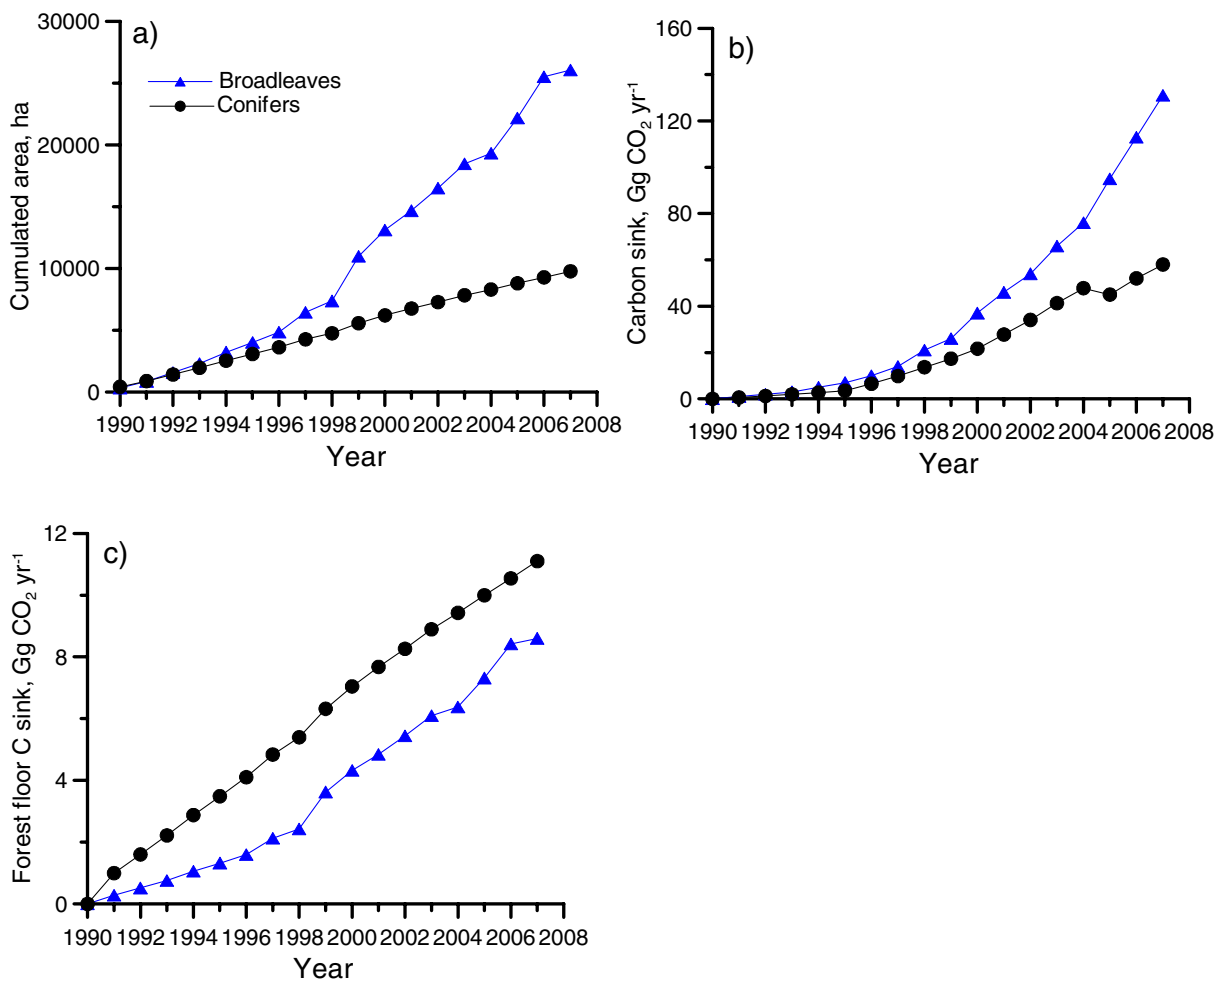 a)
30000
20000
10000
0
Cumulated area, ha
Broadleaves
Conifers
1990 1992 1994 1996 1998 2000 2002 2004 2006 2008
Year
b)
160
120
80
40
0
Carbon sink, Gg CO₂ yr⁻¹
1990 1992 1994 1996 1998 2000 2002 2004 2006 2008
Year
c)
12
8
4
0
Forest floor C sink, Gg CO₂ yr⁻¹
1990 1992 1994 1996 1998 2000 2002 2004 2006 2008
Year